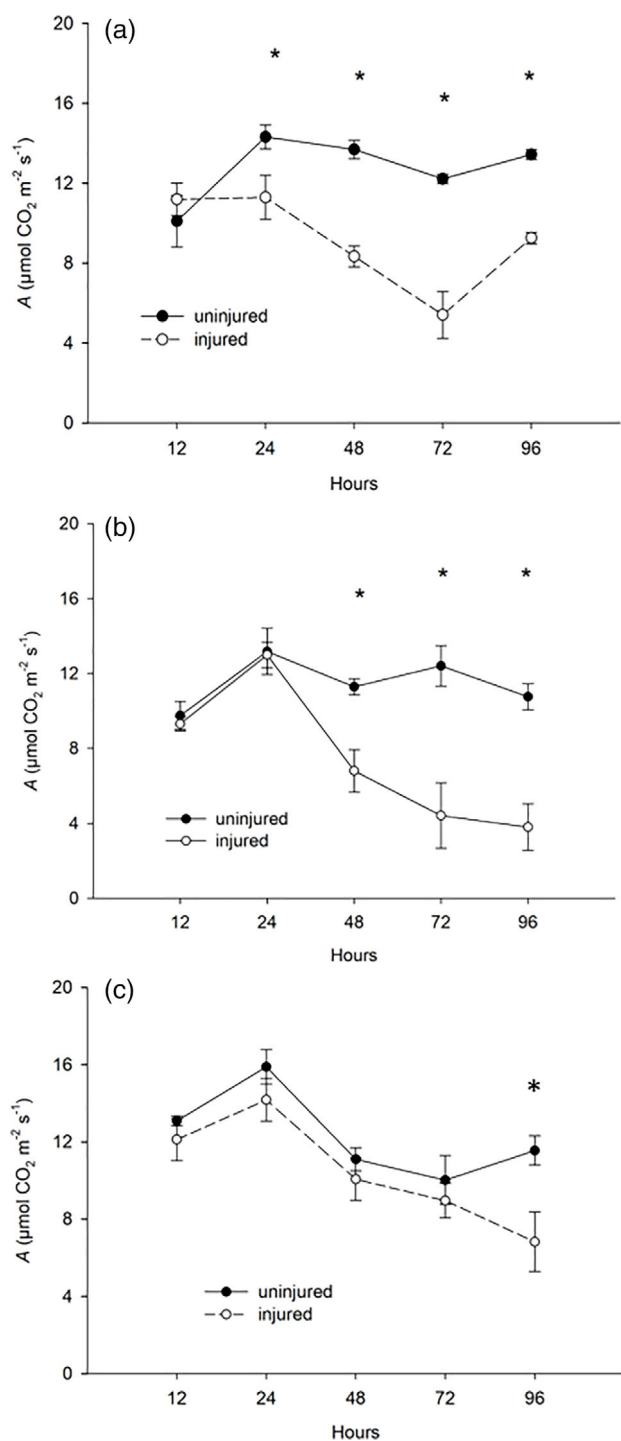 (a)
20
16
12
8
4
0
A (µmol CO2 m-2 s-1)
* * * *
uninjured
injured
12 24 48 72 96
Hours
(b)
20
16
12
8
4
0
A (µmol CO2 m-2 s-1)
* * *
uninjured
injured
12 24 48 72 96
Hours
(c)
20
16
12
8
4
0
A (µmol CO2 m-2 s-1)
*
uninjured
injured
12 24 48 72 96
Hours